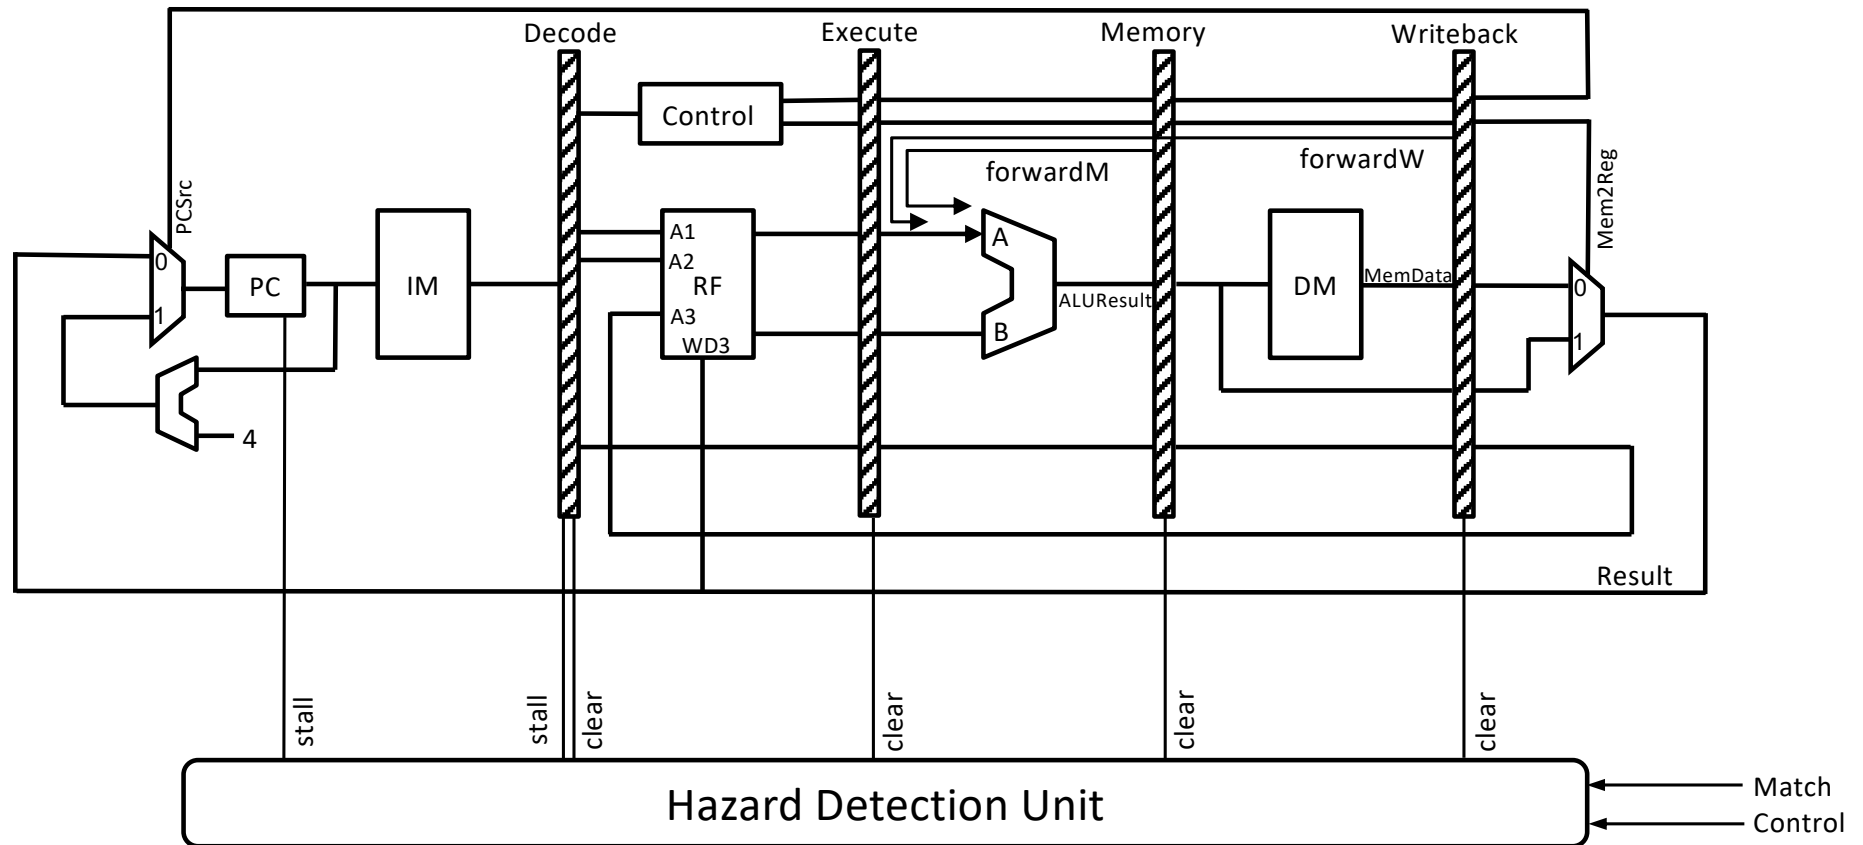 Decode
Execute
Memory
Writeback
Control
PCSrc
forwardM
forwardW
Mem2Reg
0
1
PC
IM
A1
A2
RF
A3
WD3
A
B
ALUResult
DM
MemData
0
1
4
Result
stall
stall
clear
clear
clear
clear
Hazard Detection Unit
Match
Control